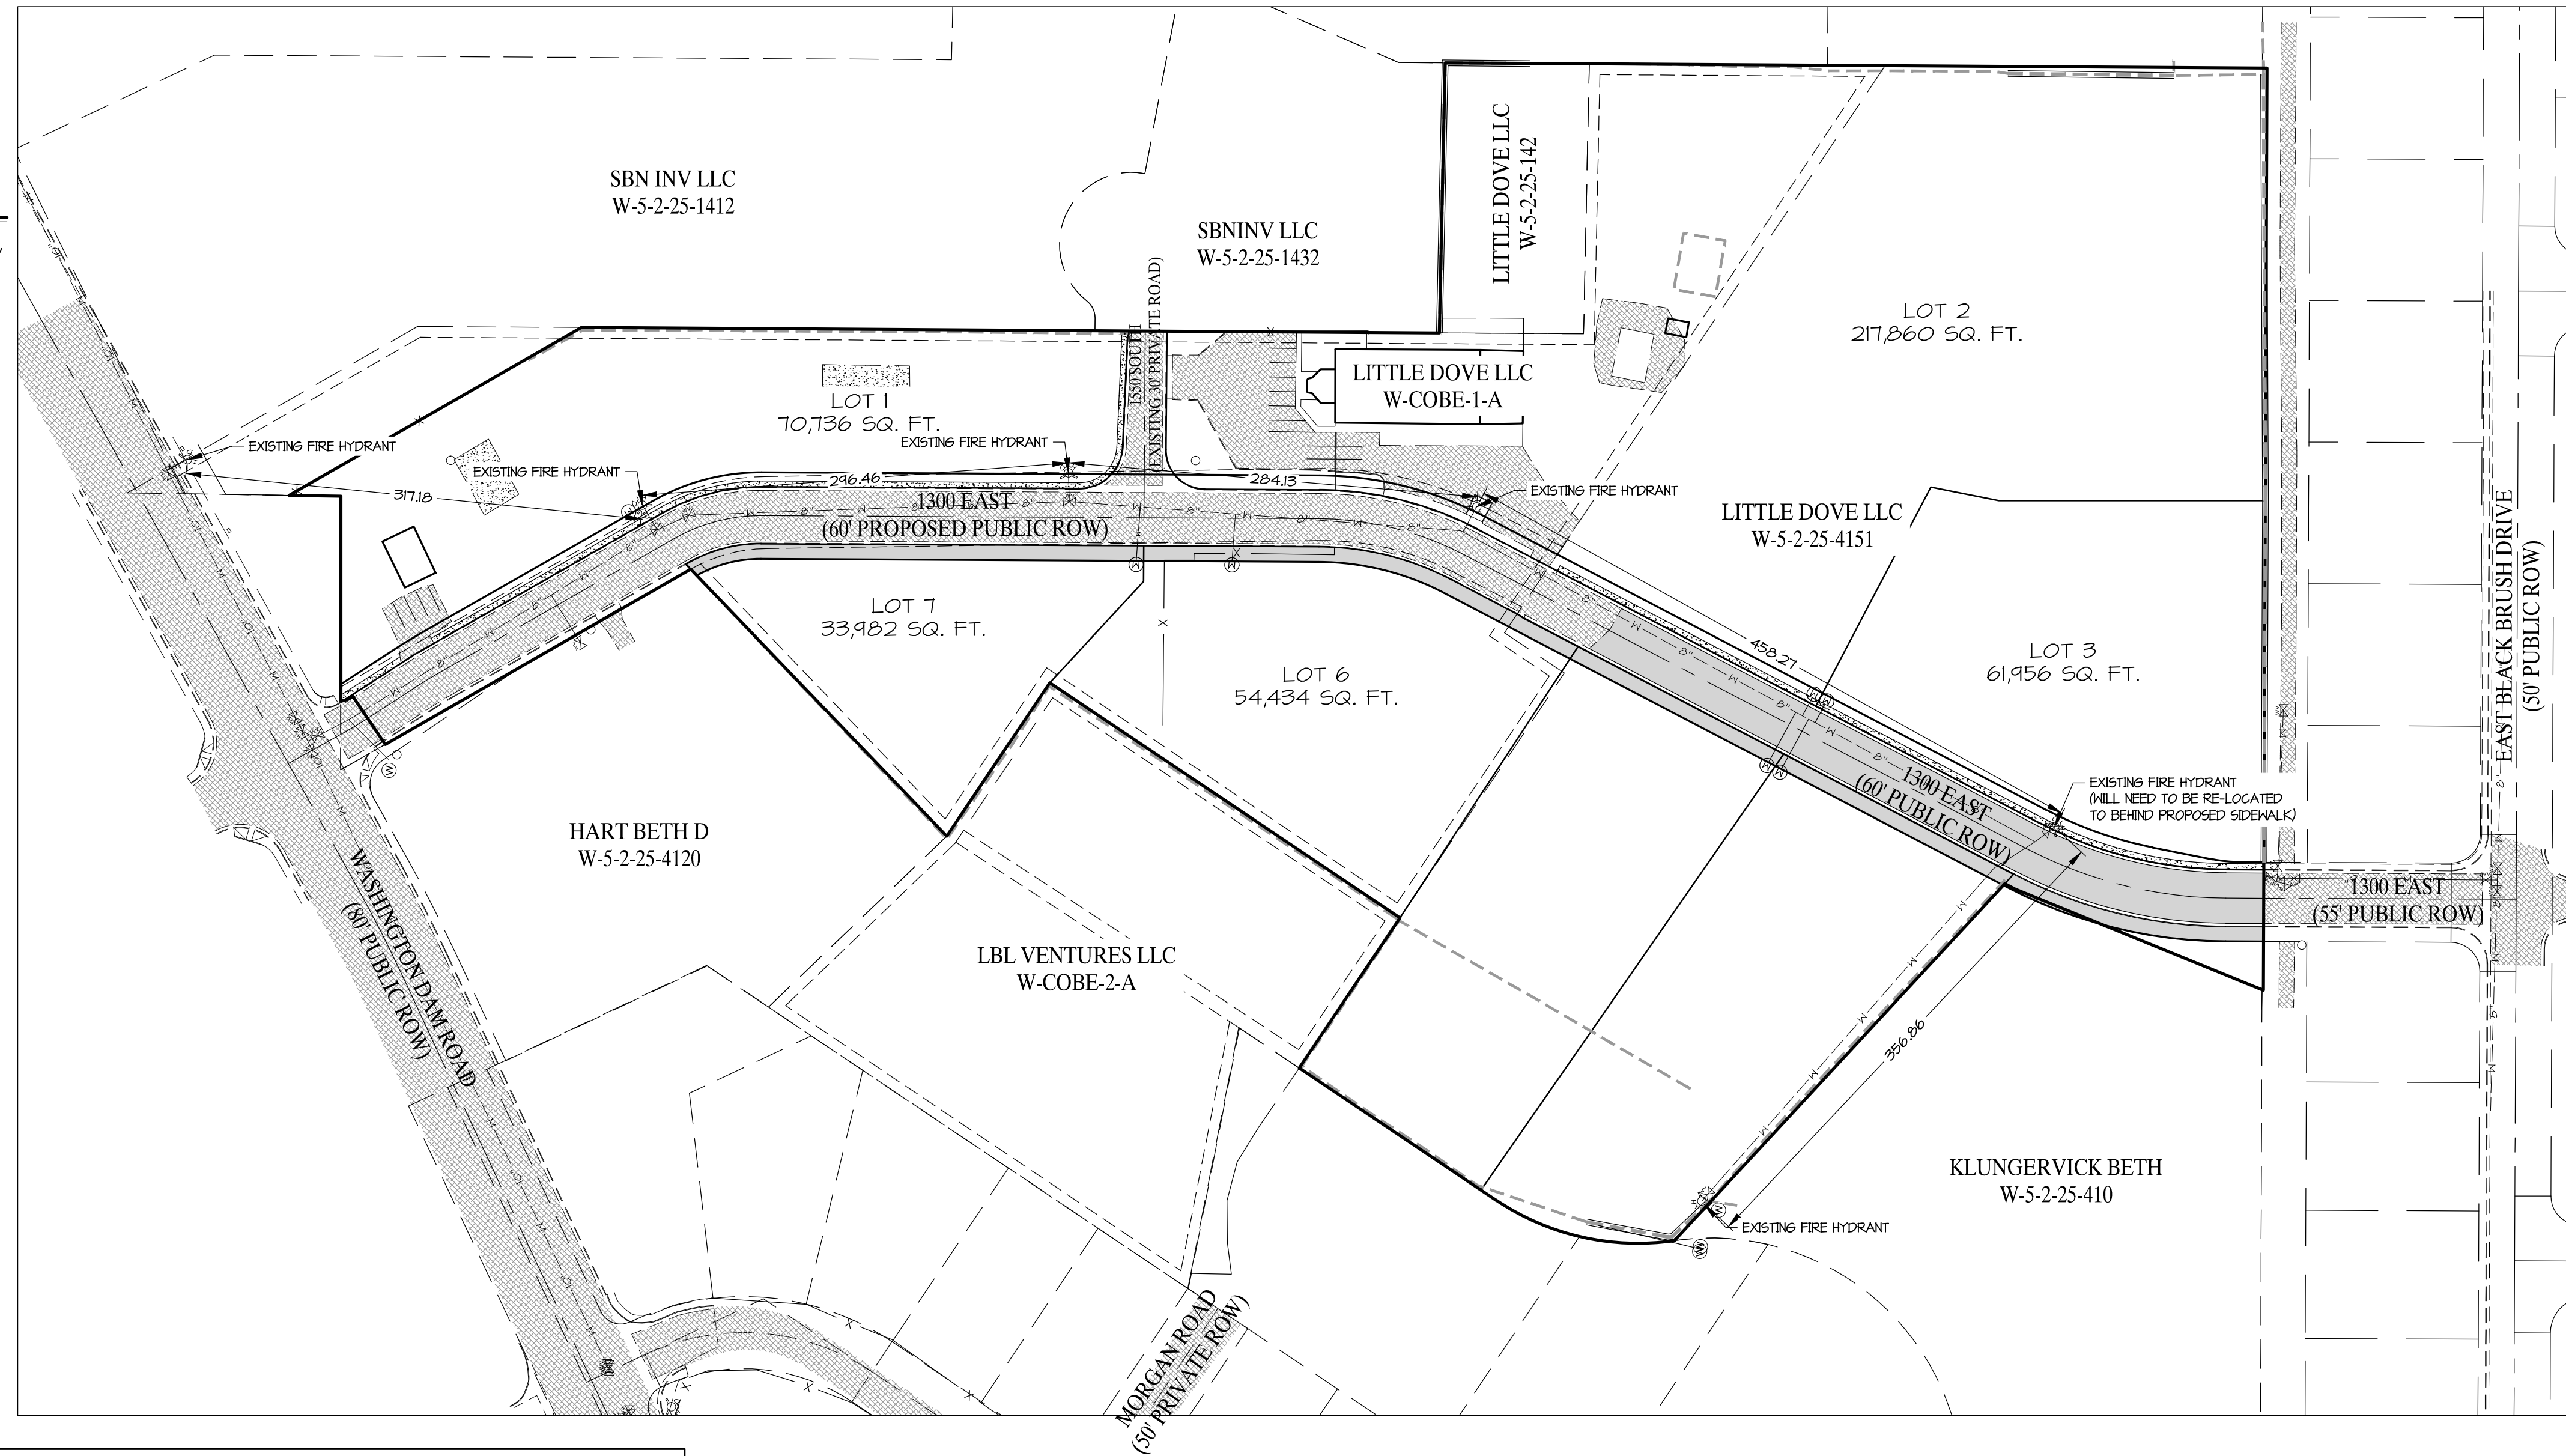 SBN INV LLC
W-5-2-25-1412
SBNINV LLC
W-5-2-25-1432
LITTLE DOVE LLC
W-5-2-25-142
LOT 2
217,860 SQ. FT.
1550 SOUTH
(EXISTING 30' PRIVATE ROAD)
LITTLE DOVE LLC
W-COBE-1-A
LOT 1
70,736 SQ. FT.
EXISTING FIRE HYDRANT
EXISTING FIRE HYDRANT
EXISTING FIRE HYDRANT
EXISTING FIRE HYDRANT
317.18
296.46
284.13
1300 EAST
(60' PROPOSED PUBLIC ROW)
LITTLE DOVE LLC
W-5-2-25-4151
EAST BLACK BRUSH DRIVE
(50' PUBLIC ROW)
LOT 7
33,982 SQ. FT.
LOT 6
54,434 SQ. FT.
458.27
LOT 3
61,956 SQ. FT.
1300 EAST
(60' PUBLIC ROW)
EXISTING FIRE HYDRANT
(WILL NEED TO BE RE-LOCATED
TO BEHIND PROPOSED SIDEWALK)
HART BETH D
W-5-2-25-4120
1300 EAST
(55' PUBLIC ROW)
WASHINGTON DAM ROAD
(80' PUBLIC ROW)
LBL VENTURES LLC
W-COBE-2-A
356.86
KLUNGERVICK BETH
W-5-2-25-410
EXISTING FIRE HYDRANT
MORGAN ROAD
(50' PRIVATE ROW)